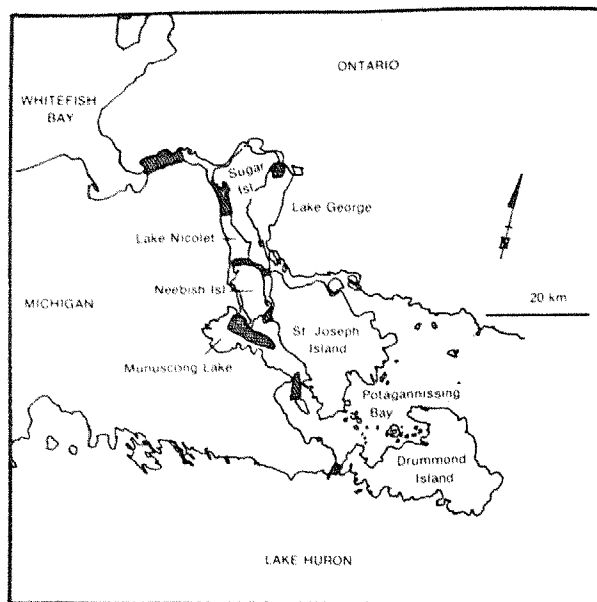 ONTARIO
WHITEFISH
BAY
Sugar
Isl.
Lake George
Lake Nicolet
N
Neebish Isl
MICHIGAN
20 km
St. Joseph
Island
Munuscong Lake
Potagannissing
Bay
Drummond
Island
LAKE HURON